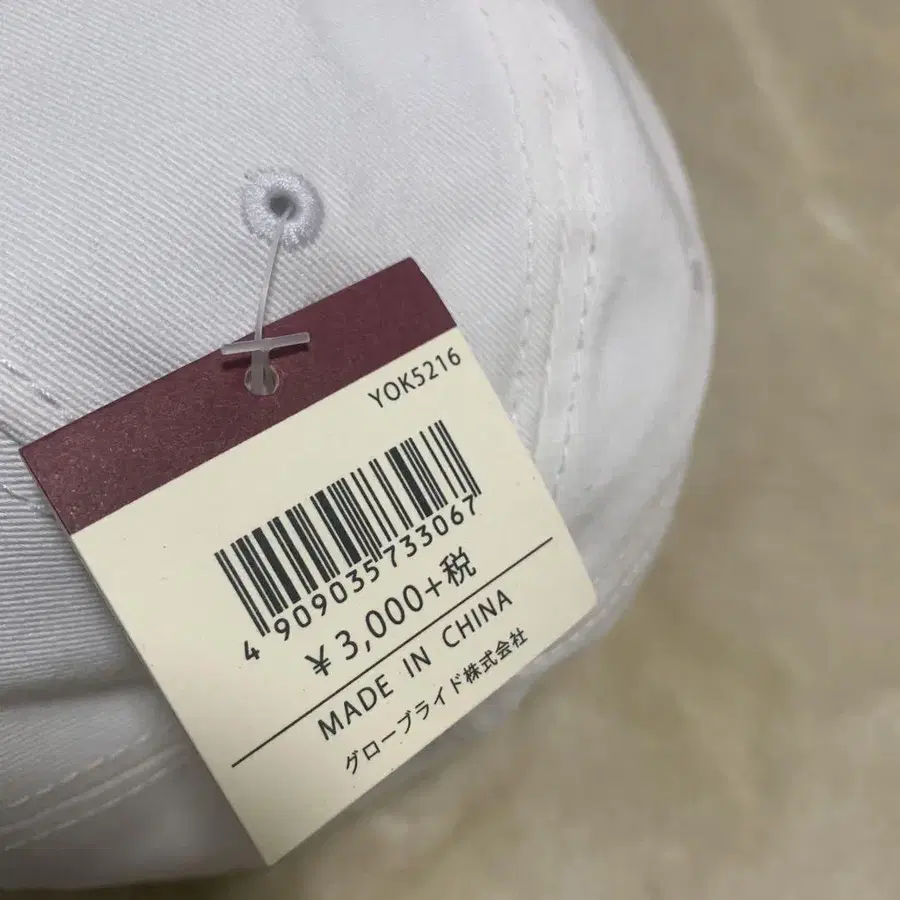 YOK5216
4 909035 733067
¥3,000+税
MADE IN CHINA
グローブライド株式会社